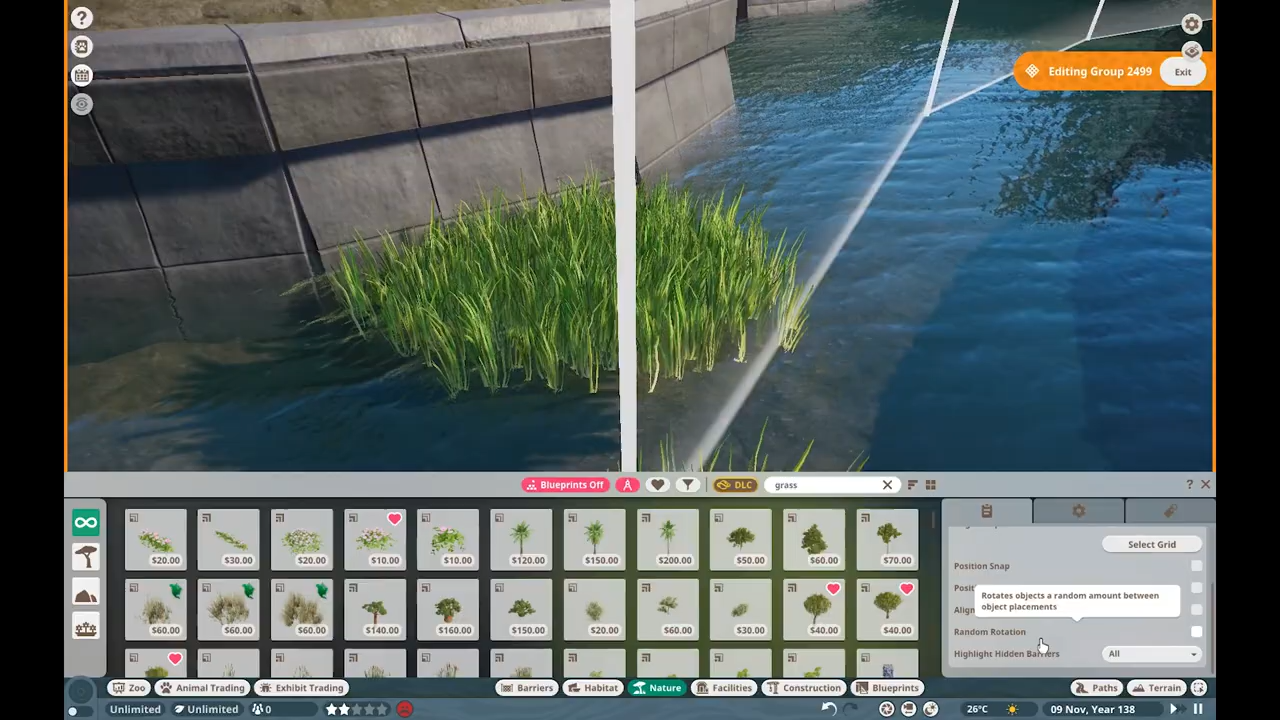 ?
Editing Group 2499
Exit
Blueprints Off
DLC
grass
? ×
$20.00
$30.00
$20.00
$10.00
$10.00
$120.00
$150.00
$200.00
$50.00
$60.00
$70.00
$60.00
$60.00
$60.00
$140.00
$160.00
$150.00
$20.00
$60.00
$30.00
$40.00
$40.00
Select Grid
Position Snap
Posit
Rotates objects a random amount between
object placements
Align
Random Rotation
Highlight Hidden Barriers
All
Zoo
Animal Trading
Exhibit Trading
Barriers
Habitat
Nature
Facilities
Construction
Blueprints
Paths
Terrain
Unlimited
Unlimited
0
26°C
09 Nov, Year 138